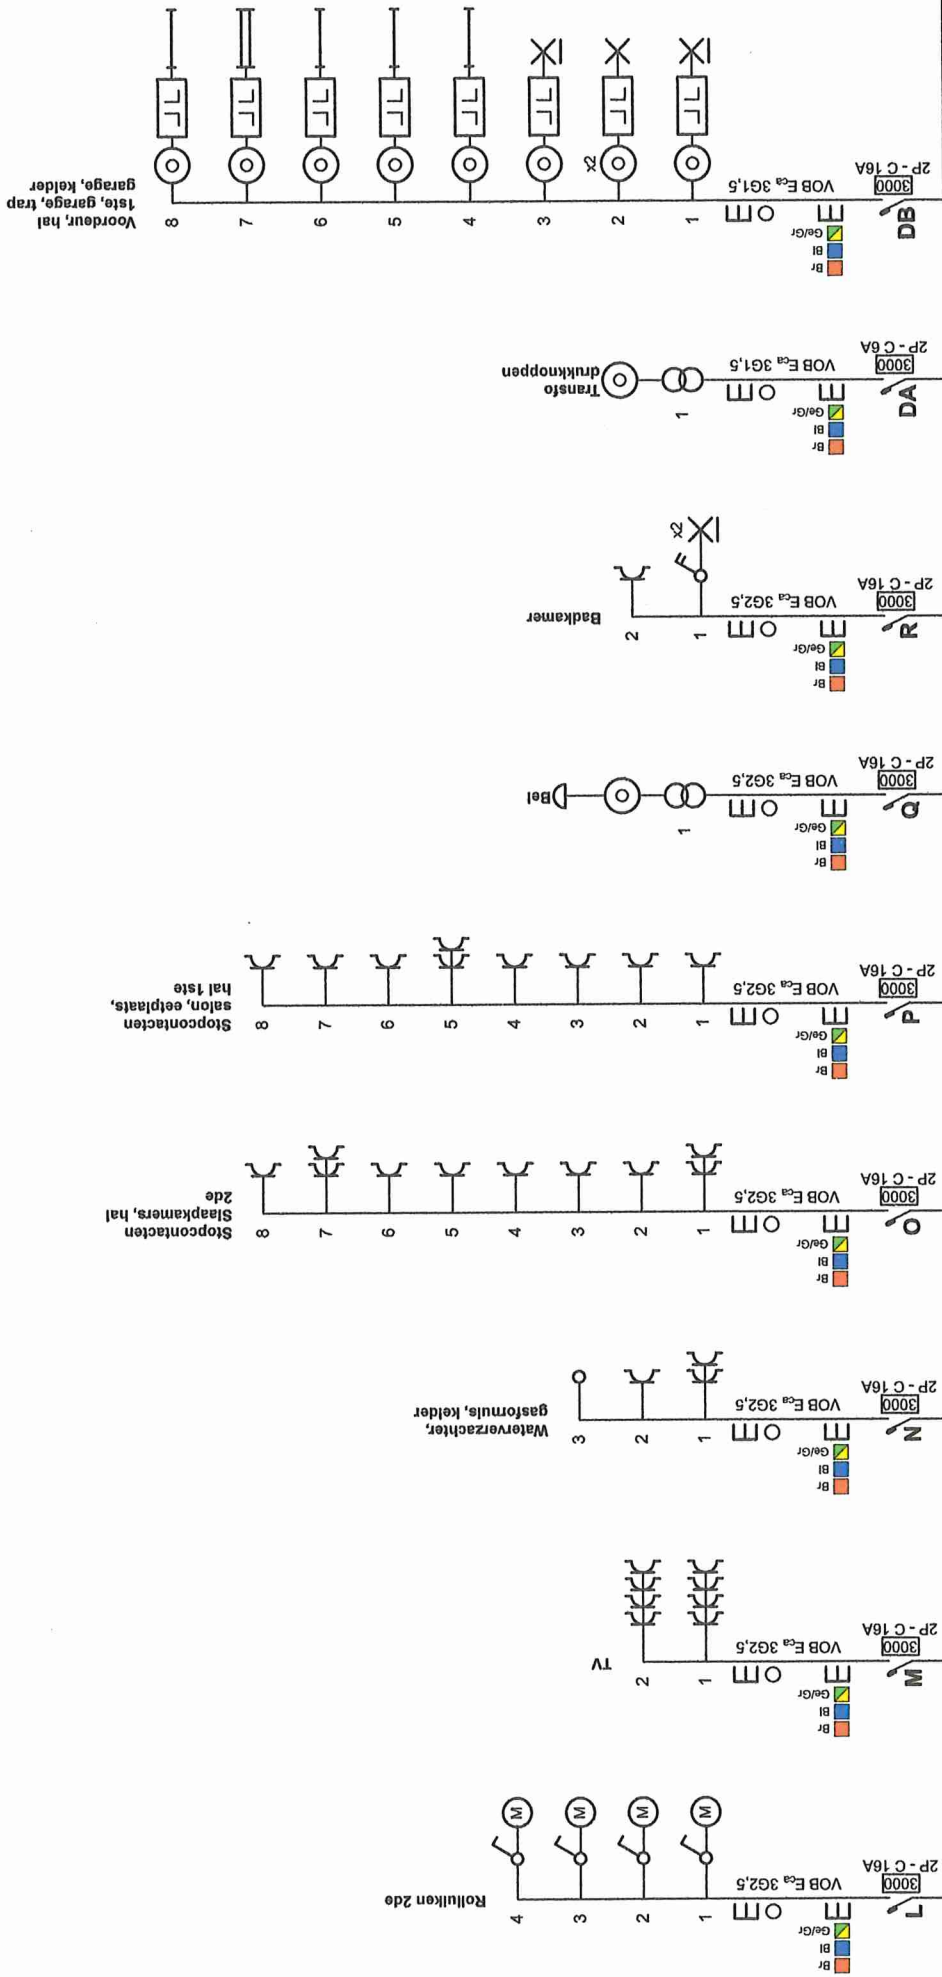 Rolluiken 2de
4
3
2
1
VOB Eca 3G2,5
Br
Bl
Ge/Gr
3000
2P - C 16A
L
M
M
M
M
TV
2
1
VOB Eca 3G2,5
Br
Bl
Ge/Gr
3000
2P - C 16A
M
Waterverzachter,
gasfornuis, kelder
3
2
1
VOB Eca 3G2,5
Br
Bl
Ge/Gr
3000
2P - C 16A
N
Stopcontacten
Slaapkamers, hal
2de
8
7
6
5
4
3
2
1
VOB Eca 3G2,5
Br
Bl
Ge/Gr
3000
2P - C 16A
O
Stopcontacten
salon, eetplaats,
hal 1ste
8
7
6
5
4
3
2
1
VOB Eca 3G2,5
Br
Bl
Ge/Gr
3000
2P - C 16A
P
Bel
1
VOB Eca 3G2,5
Br
Bl
Ge/Gr
3000
2P - C 16A
Q
Badkamer
2
1
x2
VOB Eca 3G2,5
Br
Bl
Ge/Gr
3000
2P - C 16A
R
Transfo
drukknoppen
1
VOB Eca 3G1,5
Br
Bl
Ge/Gr
3000
2P - C 6A
DA
Voordeur, hal
1ste, garage, trap
garage, kelder
8
7
6
5
4
3
2
x3
1
VOB Eca 3G1,5
Br
Bl
Ge/Gr
3000
2P - C 16A
DB